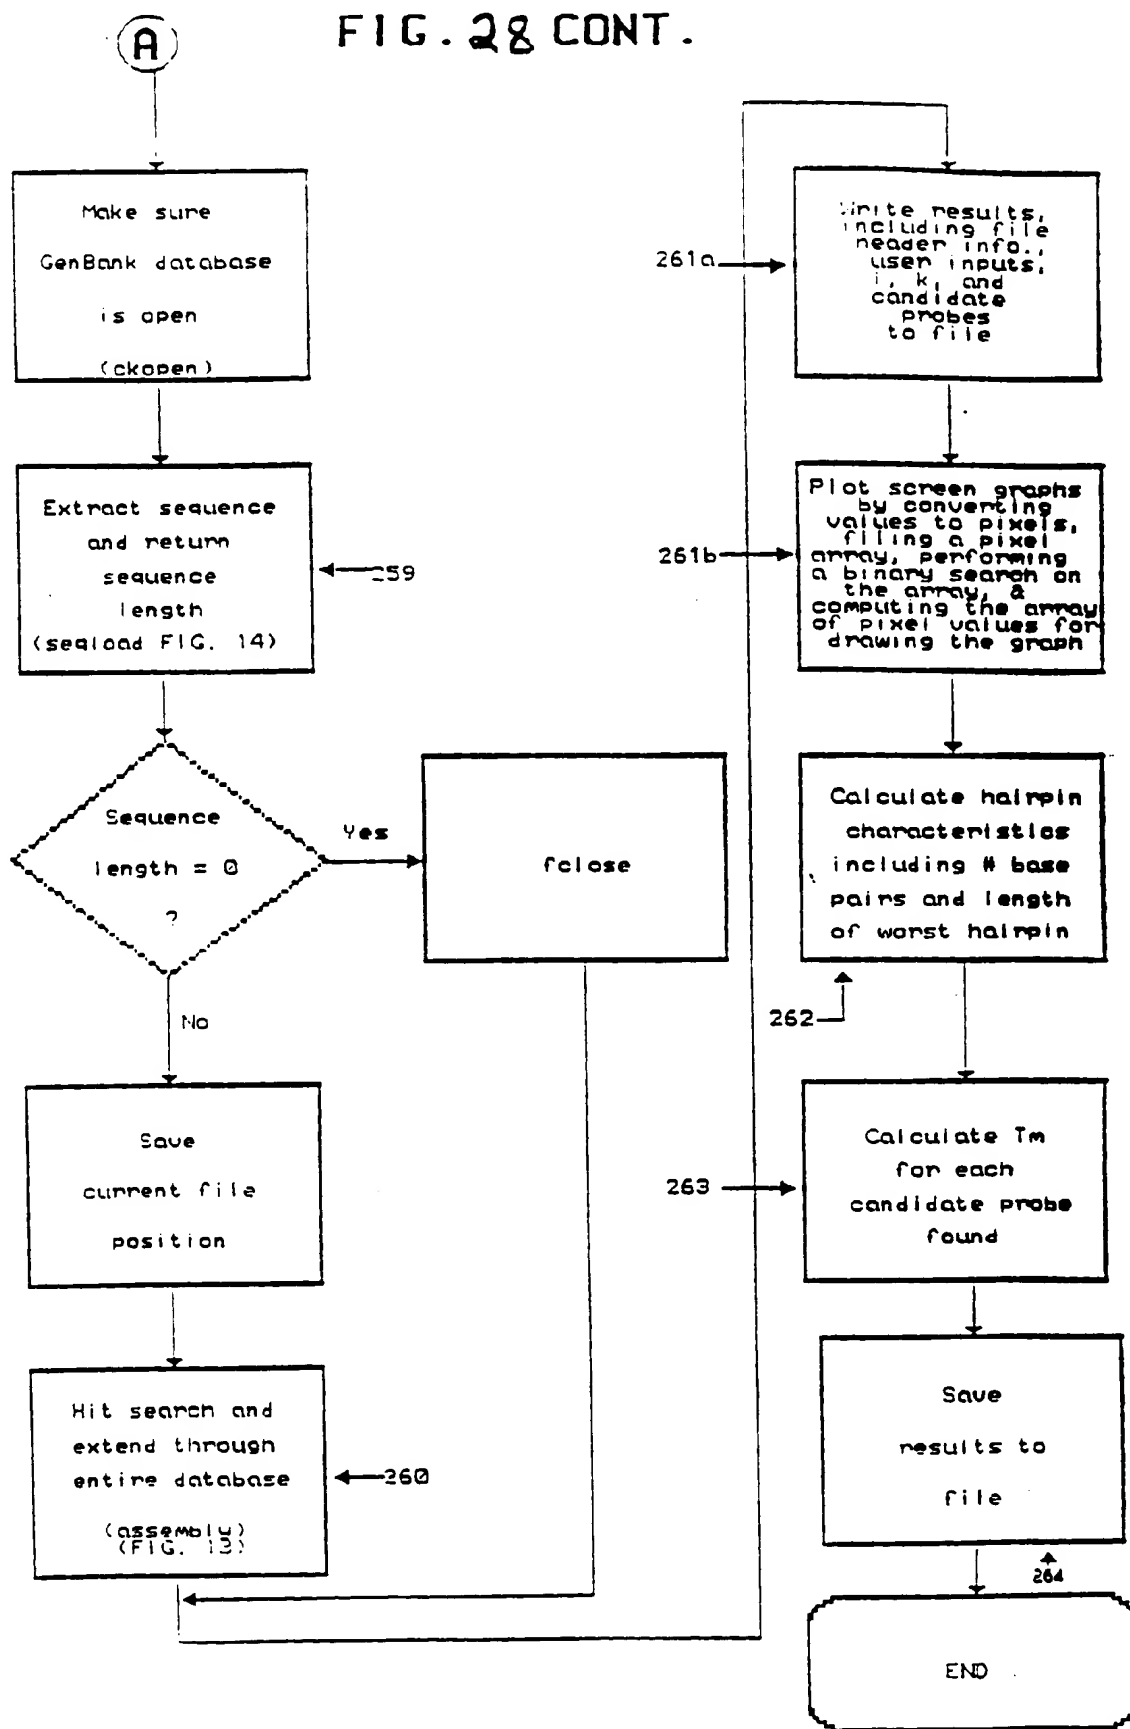 FIG. 28 CONT.
A
Make sure
GenBank database
is open
(ckopen)
Extract sequence
and return
sequence
length
(seqload FIG. 14)
259
Sequence
length = 0
?
Yes
fclose
No
Save
current file
position
Hit search and
extend through
entire database
(assembly)
(FIG. 13)
260
Write results,
including file
header info.,
user inputs,
i, k, and
candidate
probes
to file
261a
Plot screen graphs
by converting
values to pixels,
filing a pixel
array, performing
a binary search on
the array, &
computing the array
of pixel values for
drawing the graph
261b
Calculate hairpin
characteristics
including # base
pairs and length
of worst hairpin
262
Calculate Tm
for each
candidate probe
found
263
Save
results to
file
264
END